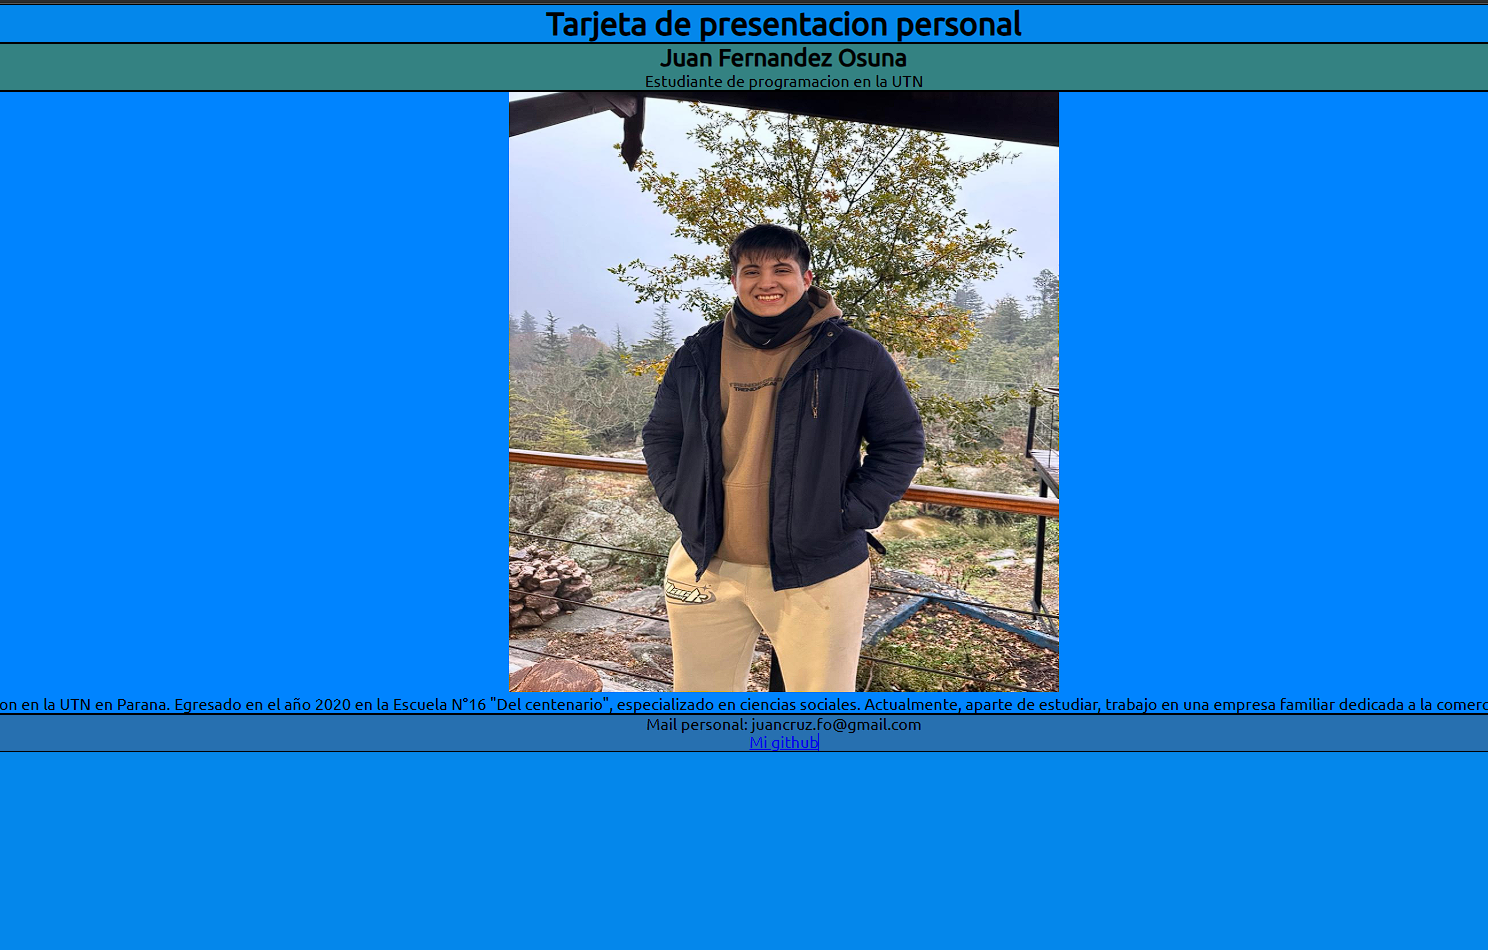 Tarjeta de presentacion personal
Juan Fernandez Osuna
Estudiante de programacion en la UTN
on en la UTN en Parana. Egresado en el año 2020 en la Escuela N°16 "Del centenario", especializado en ciencias sociales. Actualmente, aparte de estudiar, trabajo en una empresa familiar dedicada a la comerc
Mail personal: juancruz.fo@gmail.com
Mi github